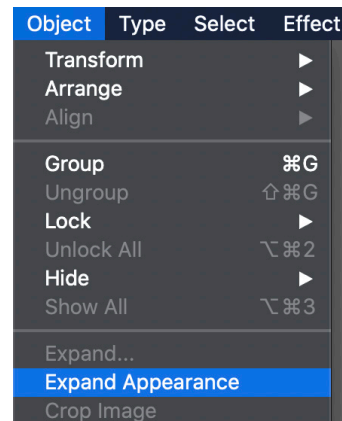 Object Type Select Effect
Transform ▶
Arrange ▶
Align ▶
Group ⌘G
Ungroup ⇧⌘G
Lock ▶
Unlock All ⌥⌘2
Hide ▶
Show All ⌥⌘3
Expand...
Expand Appearance
Crop Image